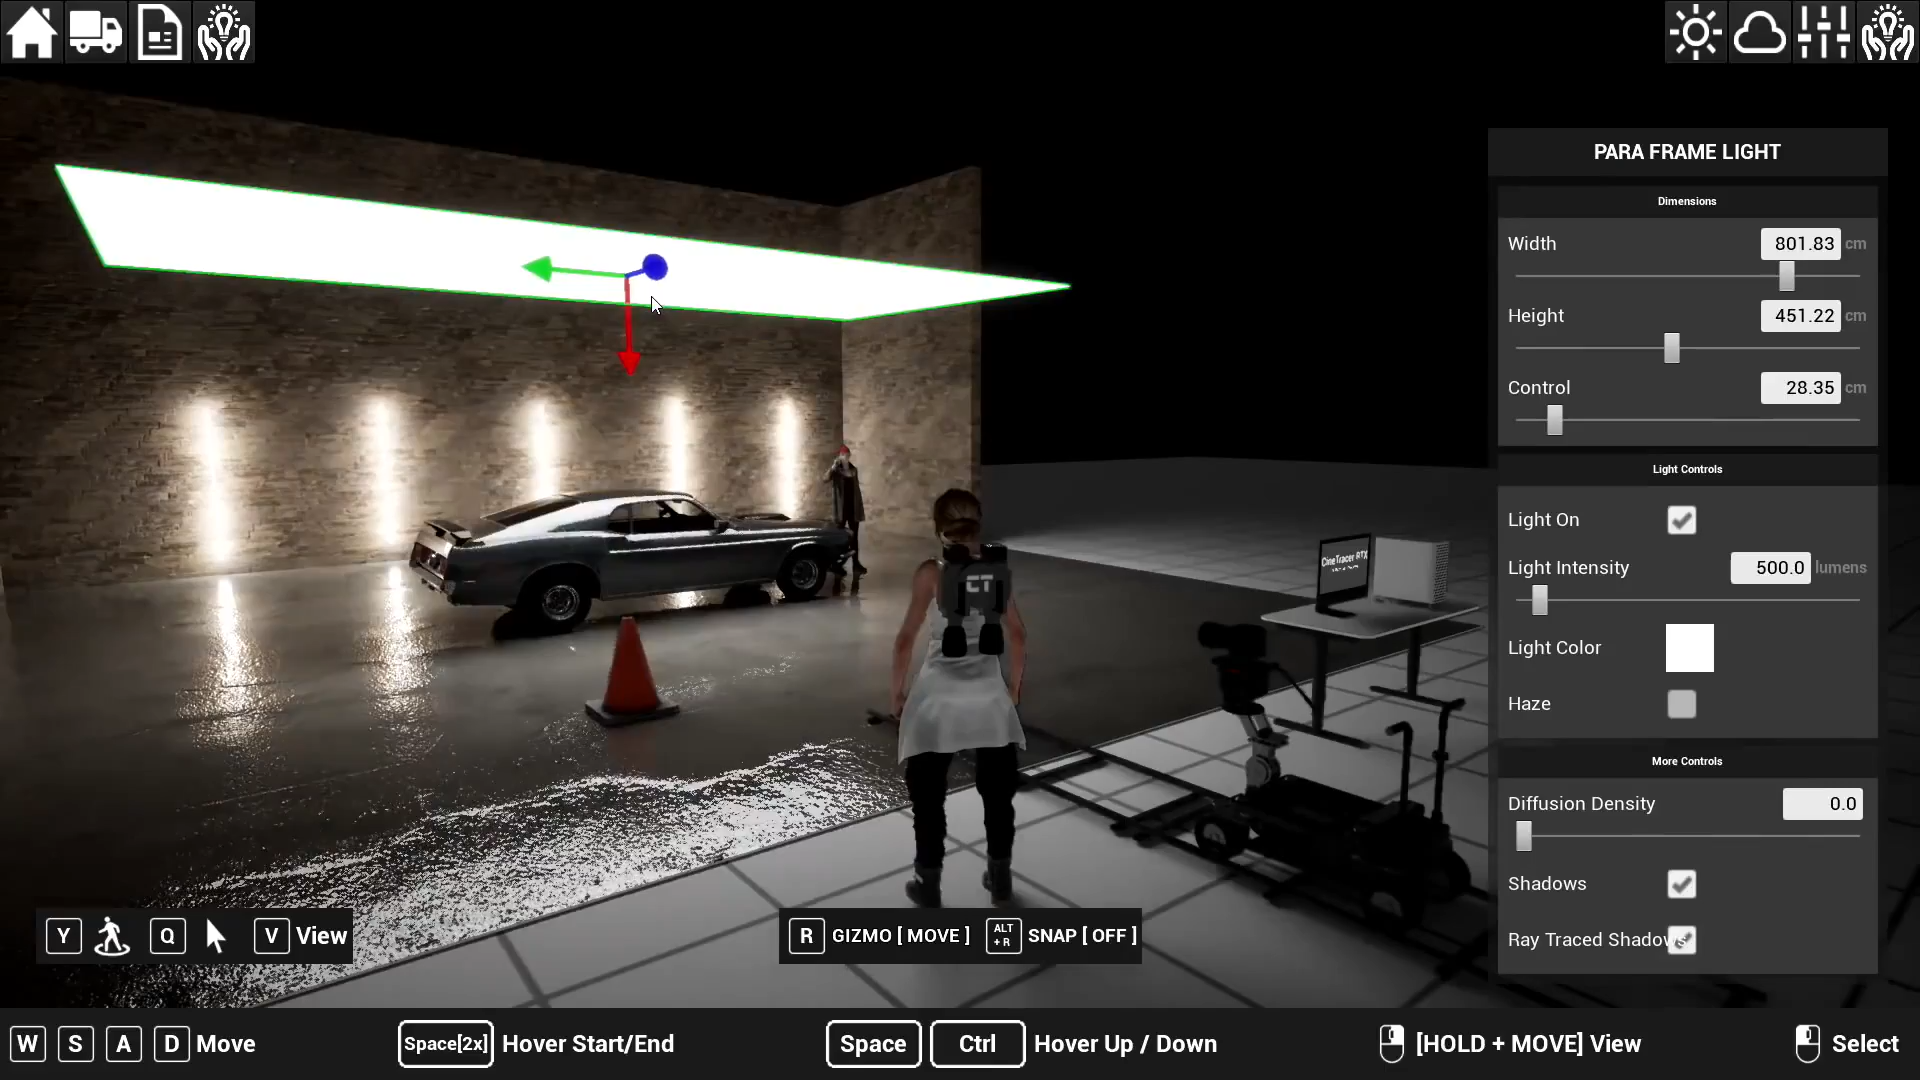 PARA FRAME LIGHT
Dimensions
Width 801.83 cm
Height 451.22 cm
Control 28.35 cm
Light Controls
Light On
Light Intensity 500.0 lumens
Light Color
Haze
More Controls
Diffusion Density 0.0
Shadows
Ray Traced Shadows
CineTracer RTX
CT
Y Q V View
R GIZMO [ MOVE ] ALT + R SNAP [ OFF ]
W S A D Move Space[2x] Hover Start/End Space Ctrl Hover Up / Down [HOLD + MOVE] View Select